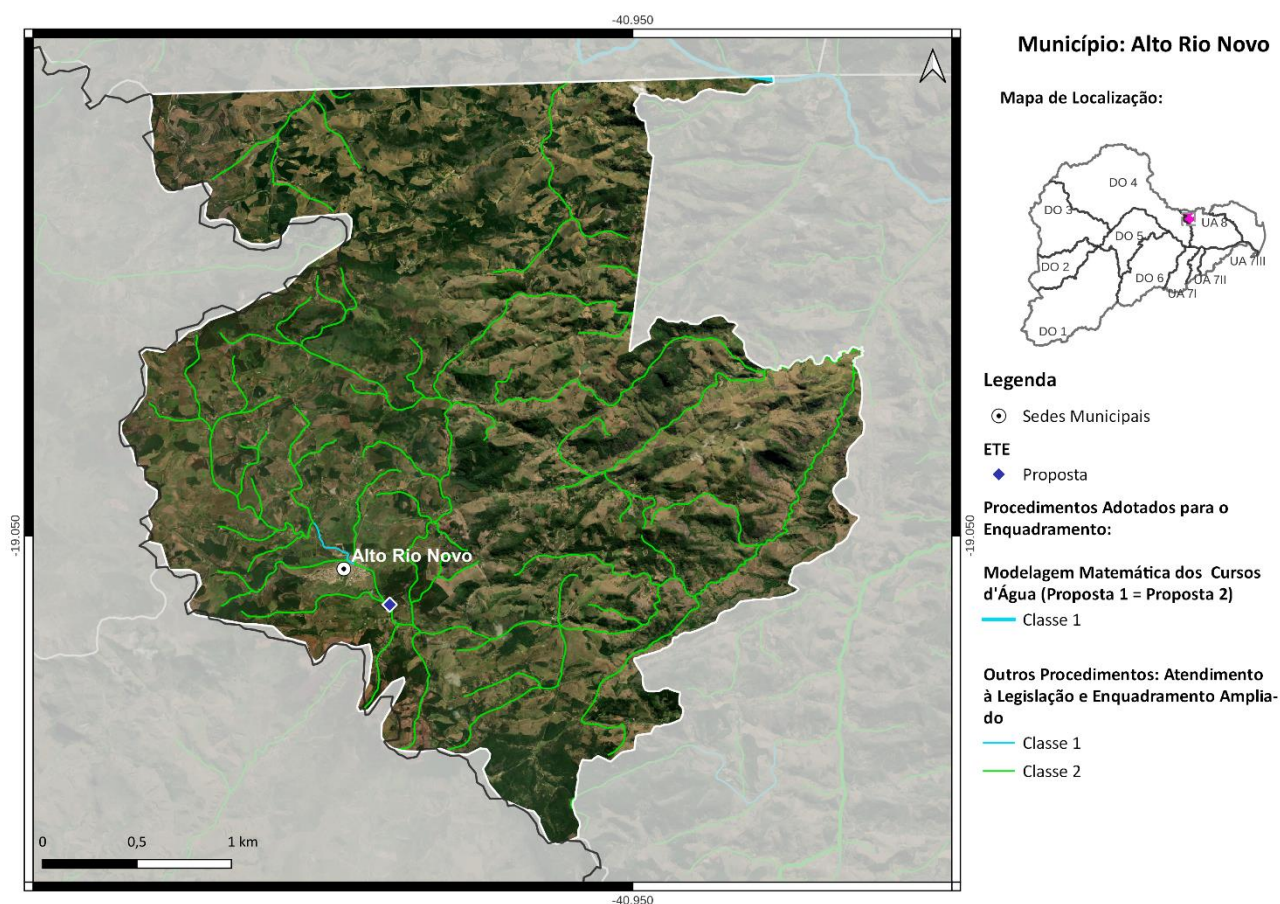 -40.950
Município: Alto Rio Novo
Mapa de Localização:
DO 4
DO 3
UA 8
DO 5
DO 2
UA 7III
DO 6
UA 7II
UA 7I
DO 1
Legenda
Sedes Municipais
ETE
Proposta
Procedimentos Adotados para o
Enquadramento:
Modelagem Matemática dos Cursos
d'Água (Proposta 1 = Proposta 2)
Classe 1
Outros Procedimentos: Atendimento
à Legislação e Enquadramento Amplia-
do
Classe 1
Classe 2
-19.050
-19.050
Alto Rio Novo
0 0,5 1 km
-40.950